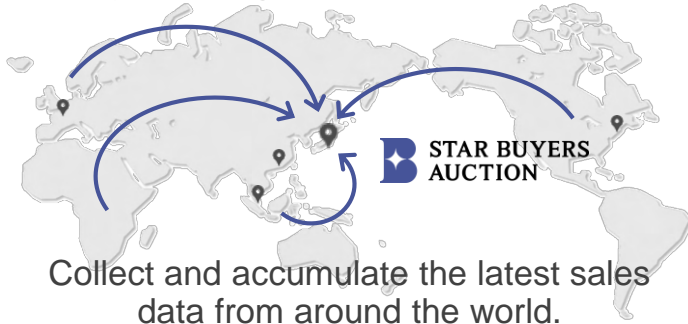 STAR BUYERS
AUCTION
Collect and accumulate the latest sales
data from around the world.